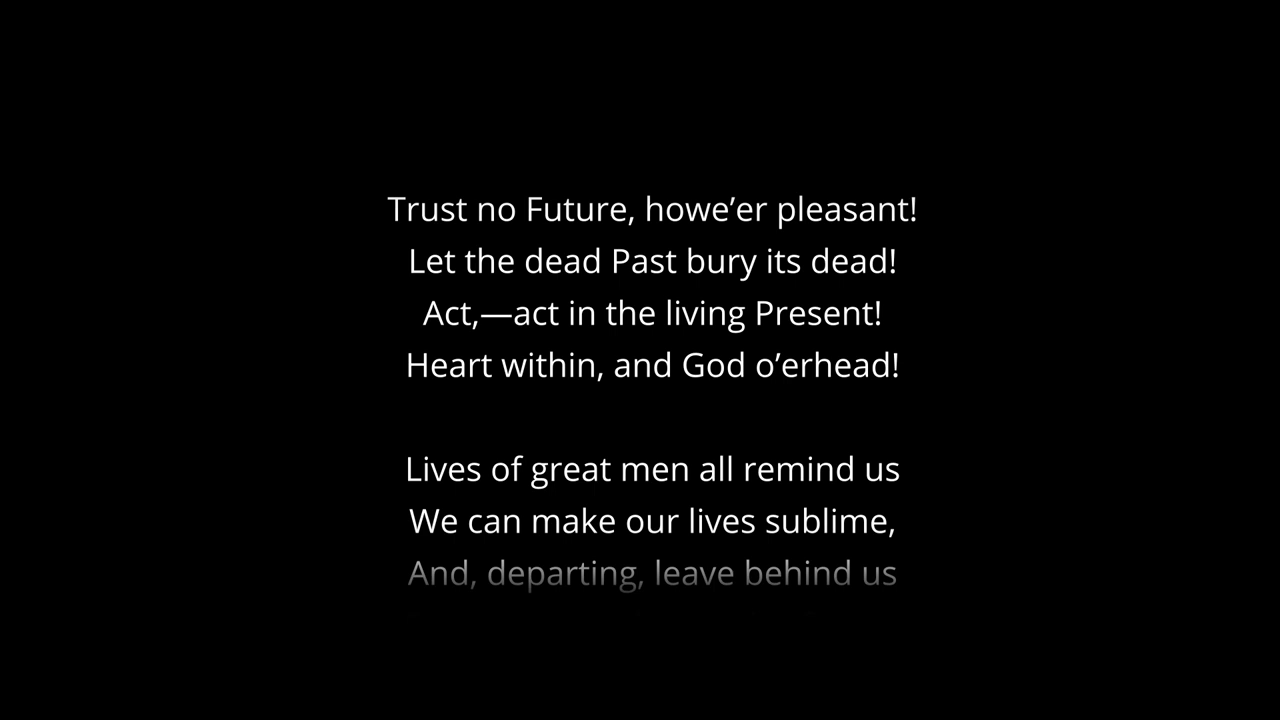 Trust no Future, howe’er pleasant!
Let the dead Past bury its dead!
Act,—act in the living Present!
Heart within, and God o’erhead!
Lives of great men all remind us
We can make our lives sublime,
And, departing, leave behind us